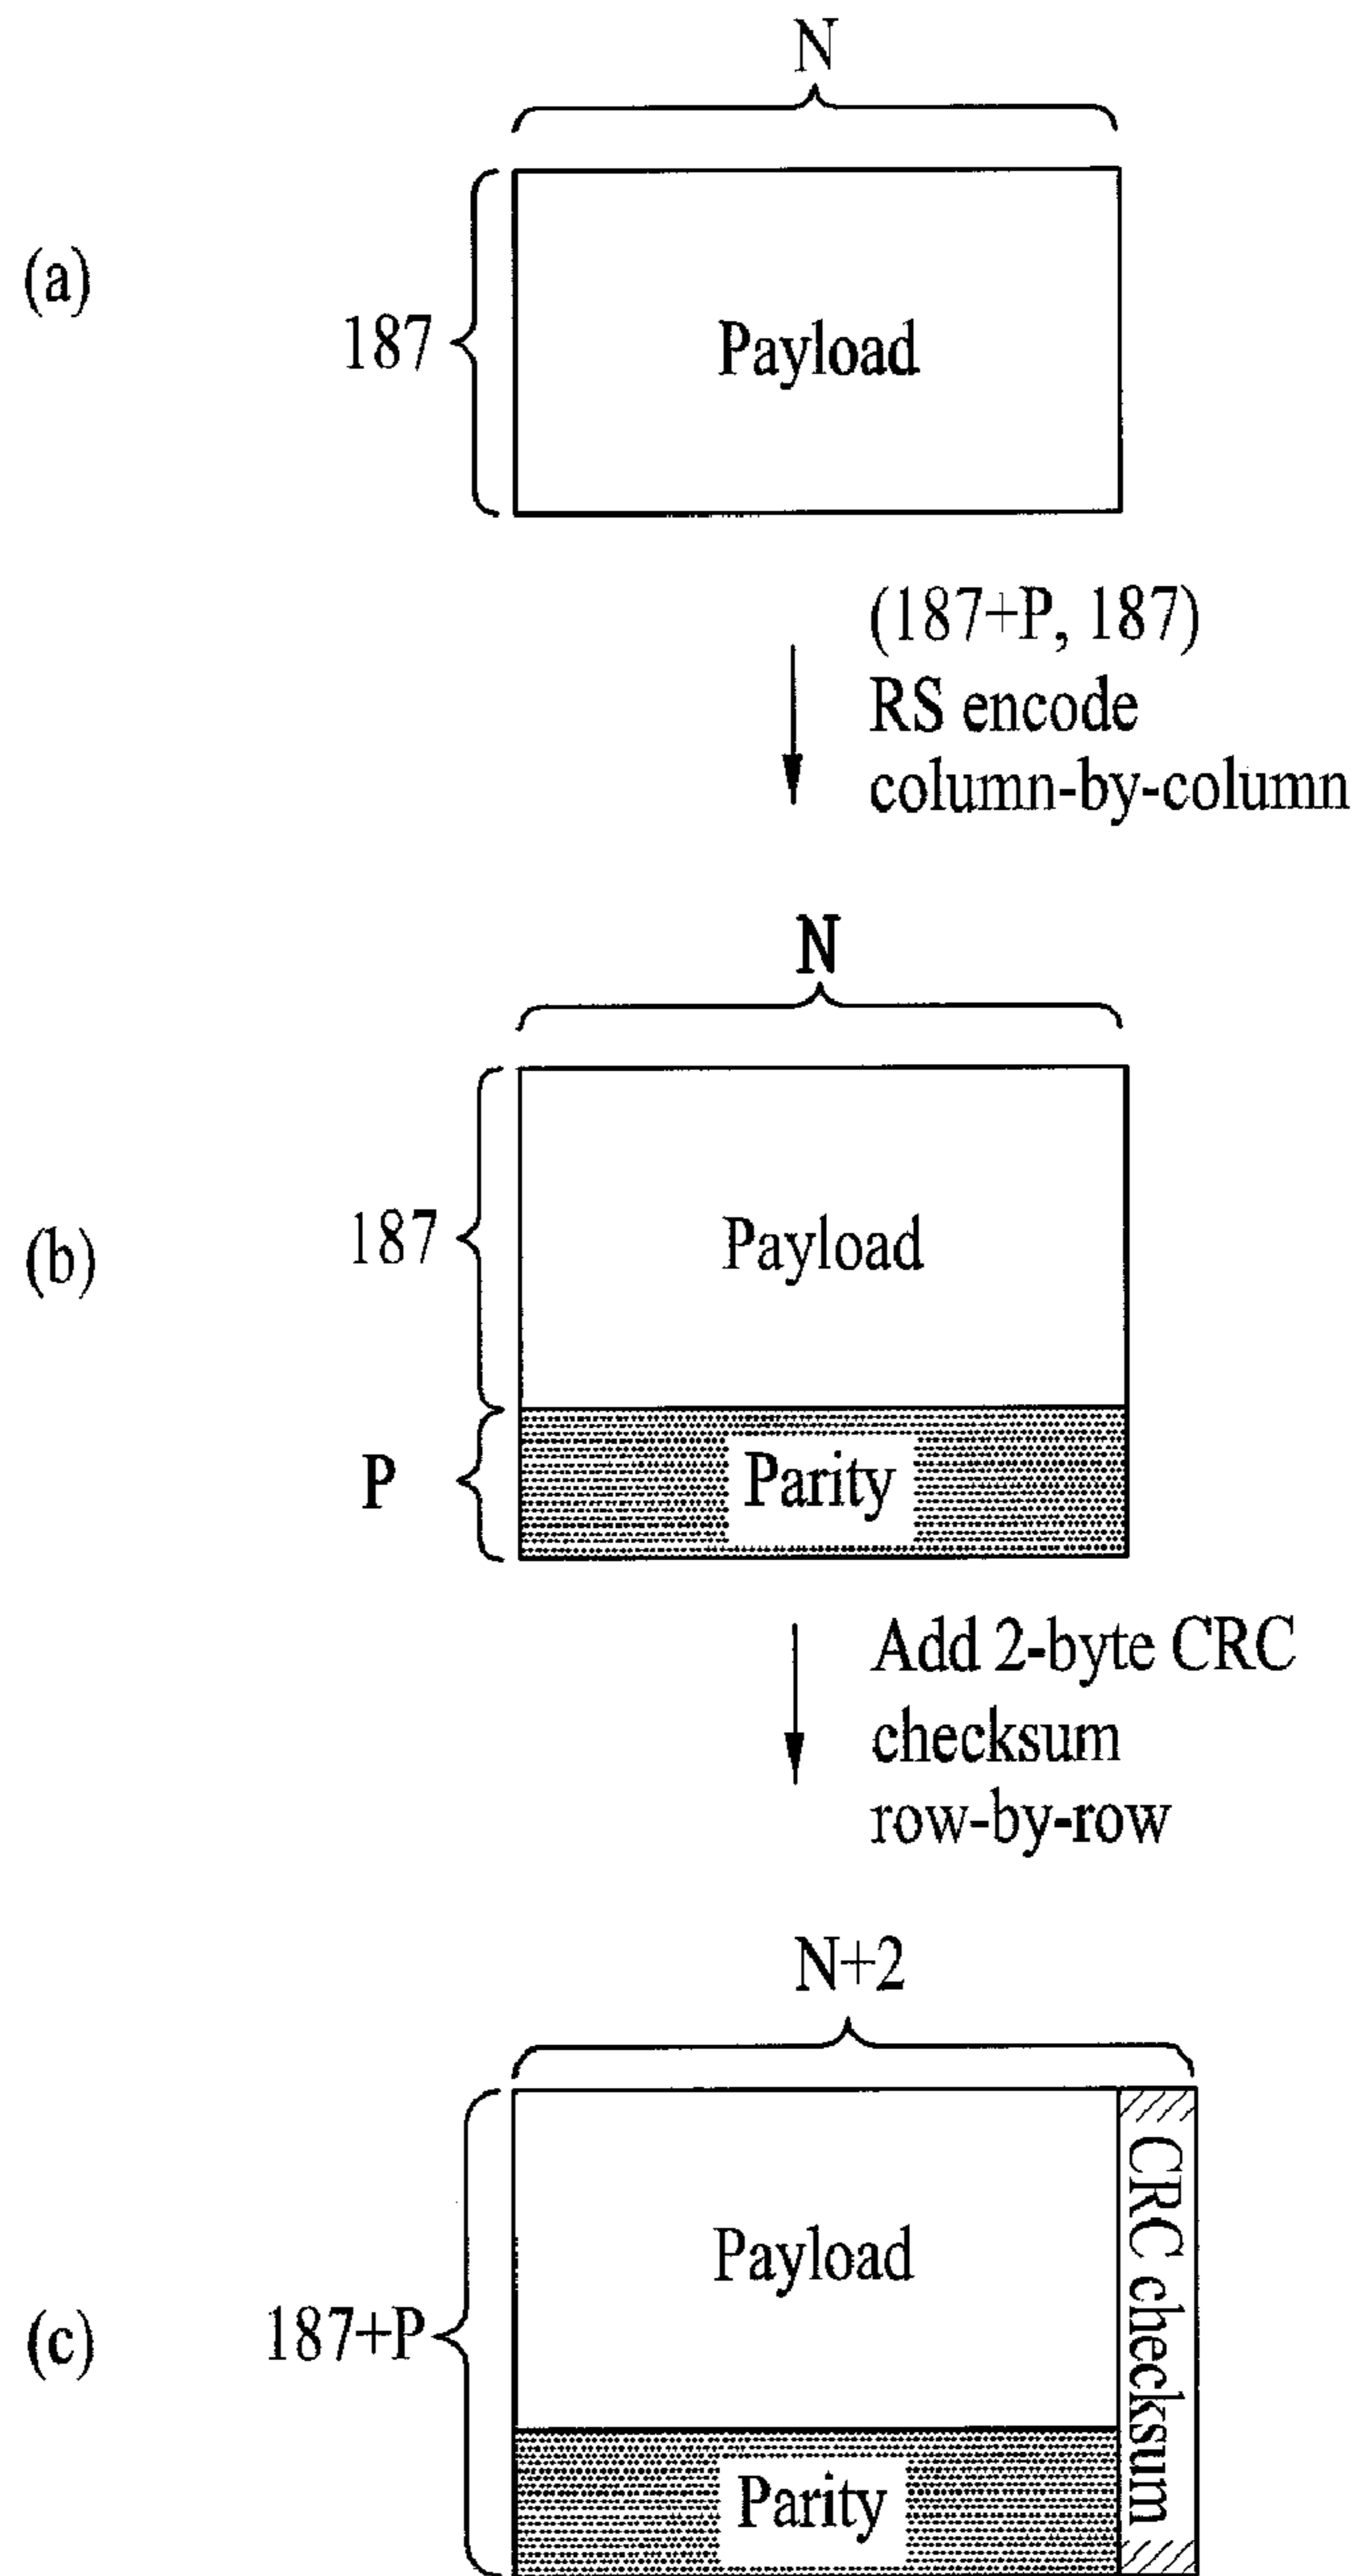 N
(a)
187
Payload
(187+P, 187)
RS encode
column-by-column
N
(b)
187
Payload
P
Parity
Add 2-byte CRC
checksum
row-by-row
N+2
(c)
187+P
Payload
CRC checksum
Parity